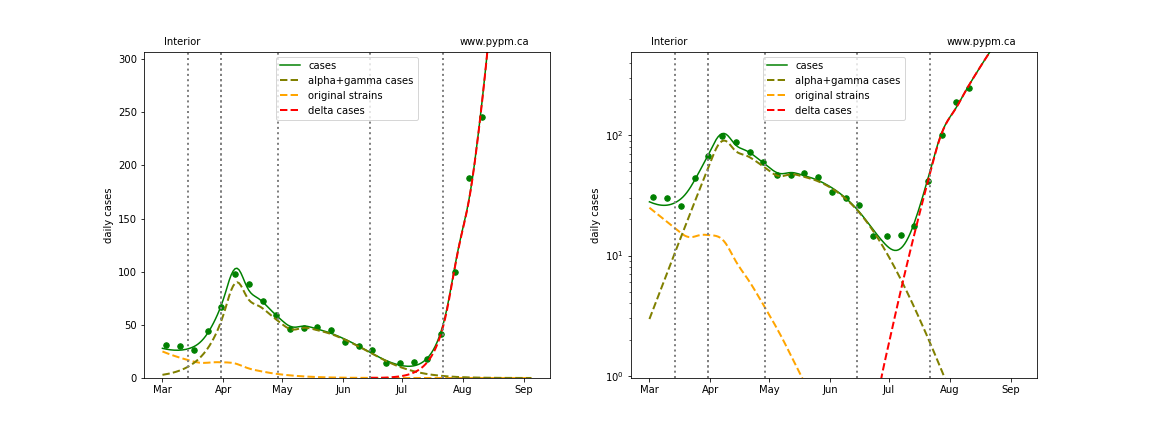 Interior www.pypm.ca
cases
alpha+gamma cases
original strains
delta cases
daily cases
300
250
200
150
100
50
0
Mar Apr May Jun Jul Aug Sep
Interior www.pypm.ca
cases
alpha+gamma cases
original strains
delta cases
daily cases
10²
10¹
10⁰
Mar Apr May Jun Jul Aug Sep